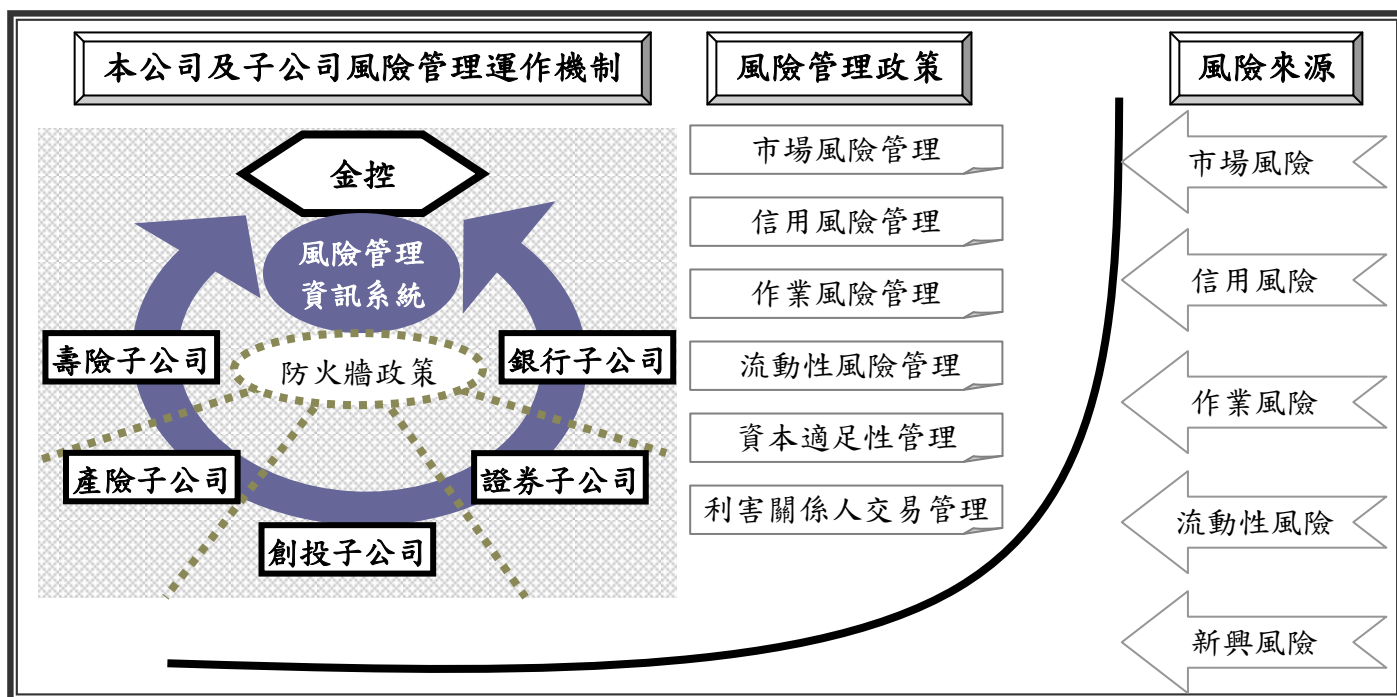 本公司及子公司風險管理運作機制
金控
風險管理
資訊系統
防火牆政策
壽險子公司
銀行子公司
產險子公司
證券子公司
創投子公司
風險管理政策
市場風險管理
信用風險管理
作業風險管理
流動性風險管理
資本適足性管理
利害關係人交易管理
風險來源
市場風險
信用風險
作業風險
流動性風險
新興風險